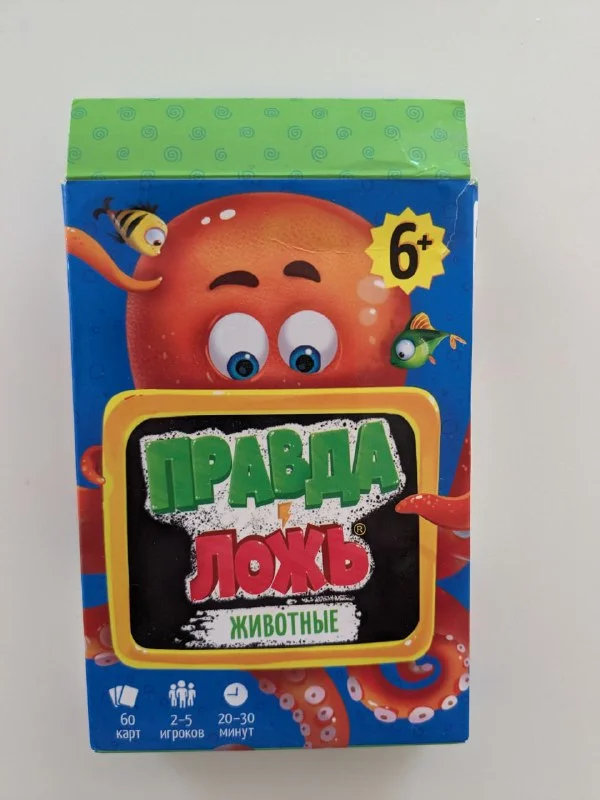 6+
ПРАВДА
ЛОЖЬ®
ЖИВОТНЫЕ
60
карт
2-5
игроков
20-30
минут